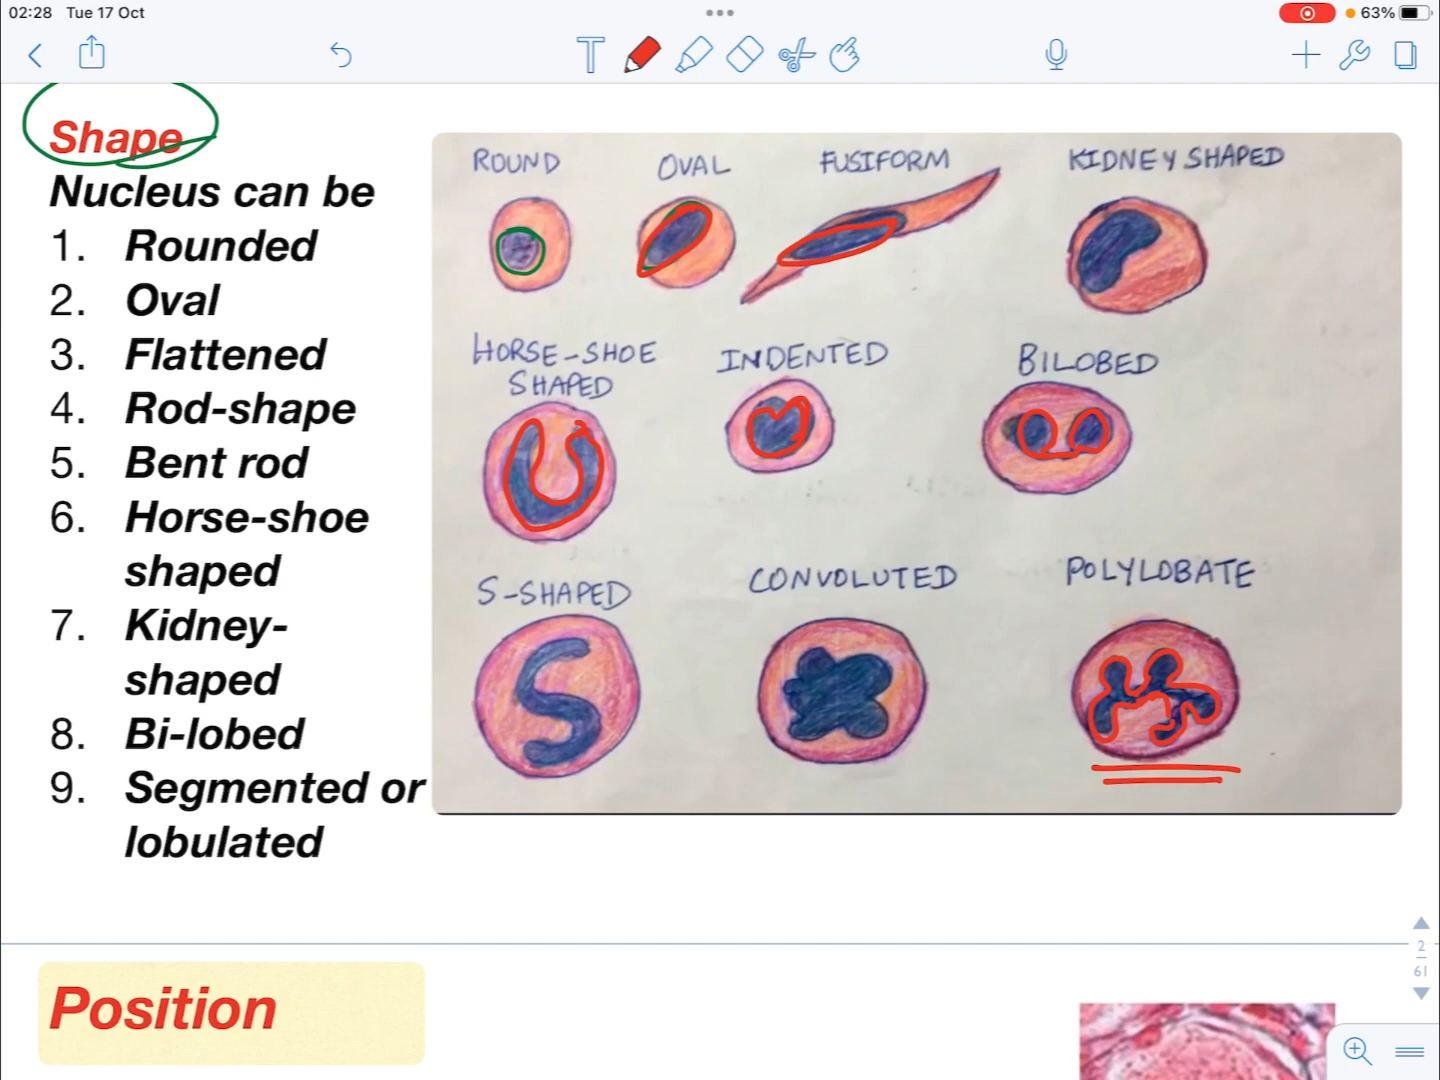 02:28 Tue 17 Oct
63%
Shape
Nucleus can be
1. Rounded
2. Oval
3. Flattened
4. Rod-shape
5. Bent rod
6. Horse-shoe
shaped
7. Kidney-
shaped
8. Bi-lobed
9. Segmented or
lobulated
ROUND
OVAL
FUSIFORM
KIDNEY SHAPED
HORSE-SHOE
SHAPED
INDENTED
BILOBED
S-SHAPED
CONVOLUTED
POLYLOBATE
Position
2
61